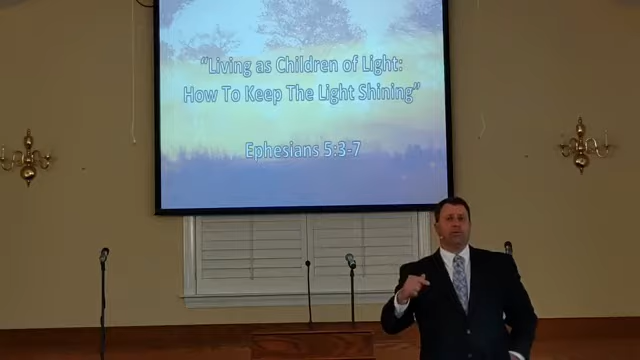 “Living as Children of Light:
How To Keep The Light Shining”
Ephesians 5:3-7